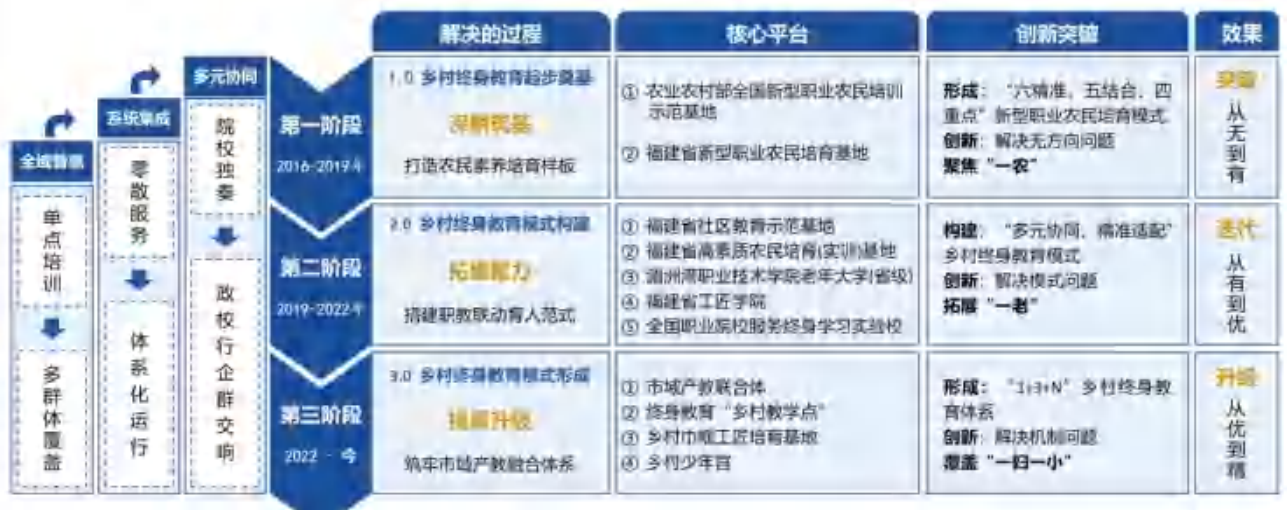 解决的过程
核心平台
创新突破
效果
多元协同
系统集成
院校独奏
政校行企群交响
零散服务
体系化运行
单点培训
多群体覆盖
第一阶段
2016-2019年
1.0 乡村终身教育起步奠基
打造农民素养培育样板
① 农业农村部全国新型职业农民培训
示范基地
② 福建省新型职业农民培育基地
形成：“六精准、五结合、四
重点”新型职业农民培育模式
创新：解决无方向问题
聚焦“一农”
从无到有
第二阶段
2019-2022年
2.0 乡村终身教育模式构建
搭建职教联动育人范式
① 福建省社区教育示范基地
② 福建省高素质农民培育(实训)基地
③ 湄洲湾职业技术学院老年大学(省级)
④ 福建省工匠学院
⑤ 全国职业院校服务终身学习实验校
构建：“多元协同、精准适配”
乡村终身教育模式
创新：解决模式问题
拓展“一老”
迭代
从有到优
第三阶段
2022 - 今
3.0 乡村终身教育模式形成
提质升级
筑牢市域产教融合体系
① 市域产教联合体
② 终身教育“乡村教学点”
③ 乡村巾帼工匠培育基地
④ 乡村少年宫
形成：“1+3+N”乡村终身教
育体系
创新：解决机制问题
覆盖“一妇一小”
升级
从优到精